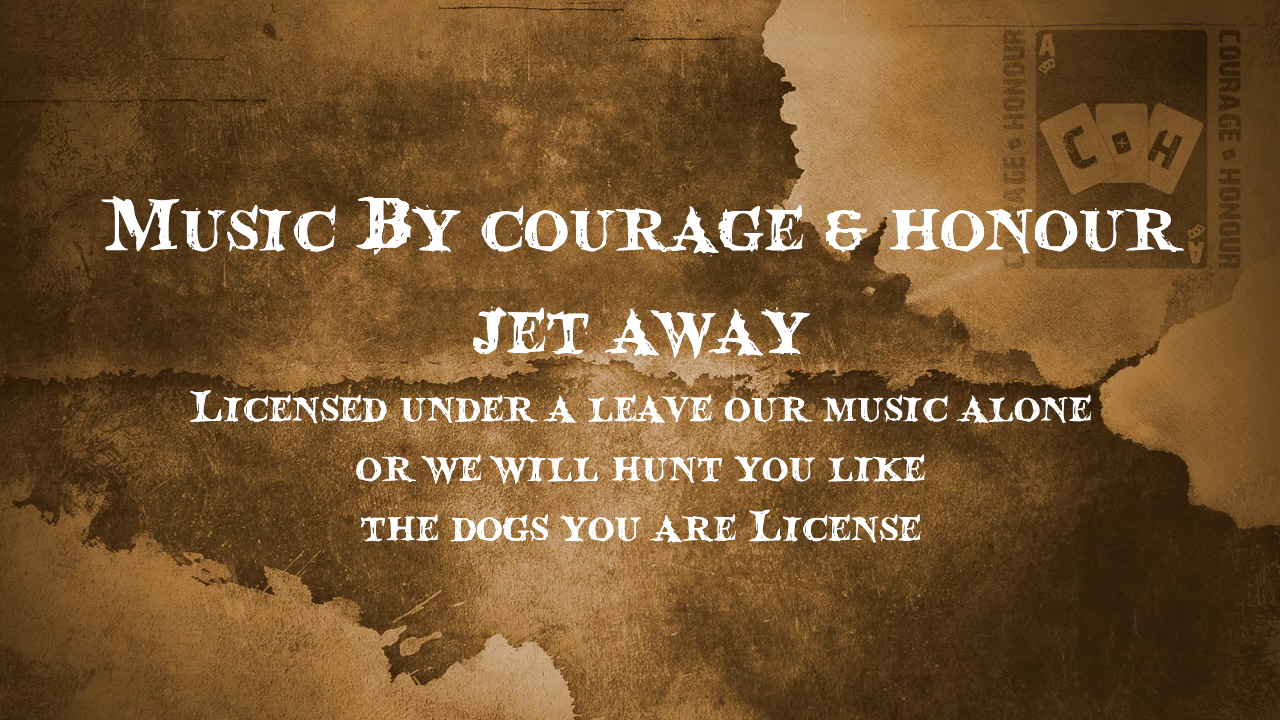 Music By courage & honour
jet away
Licensed under a leave our music alone
or we will hunt you like
the dogs you are License
COURAGE • HONOUR
A
C H
COURAGE • HONOUR
A